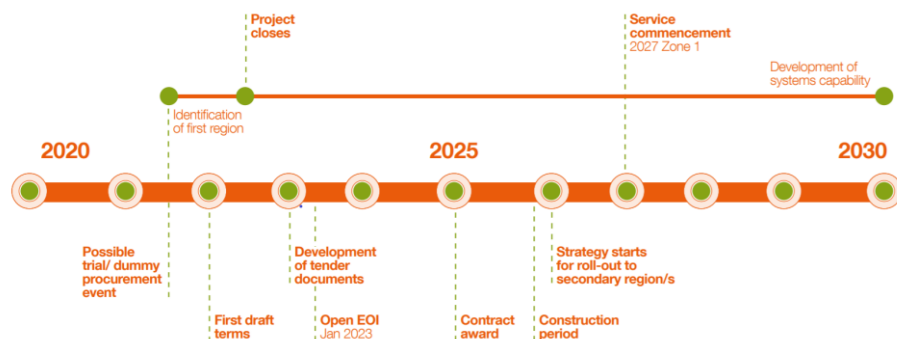 Project
closes
Service
commencement
2027 Zone 1
Development of
systems capability
Identification
of first region
2020
2025
2030
Possible
trial/ dummy
procurement
event
Development
of tender
documents
Strategy starts
for roll-out to
secondary region/s
First draft
terms
Open EOI
Jan 2023
Contract
award
Construction
period